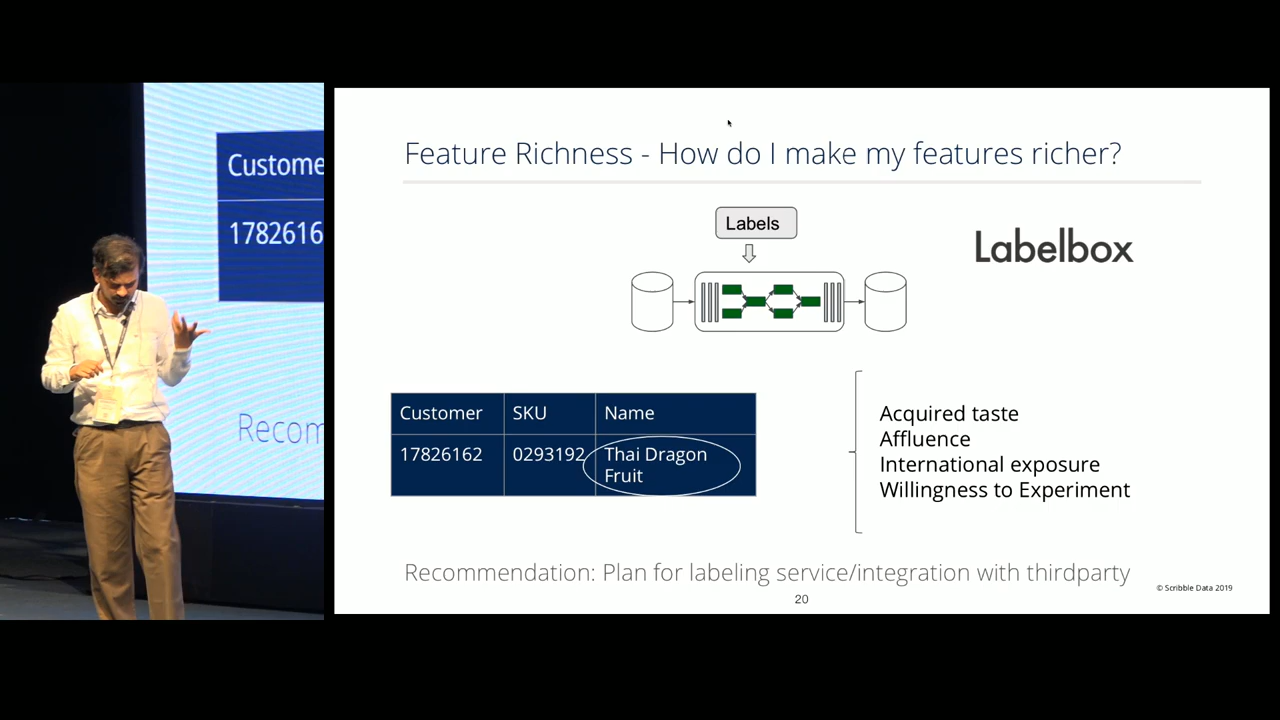 Custome
1782616
Recom
Feature Richness - How do I make my features richer?
Labels
Labelbox
Customer SKU Name
17826162 0293192 Thai Dragon
Fruit
Acquired taste
Affluence
International exposure
Willingness to Experiment
Recommendation: Plan for labeling service/integration with thirdparty
© Scribble Data 2019
20